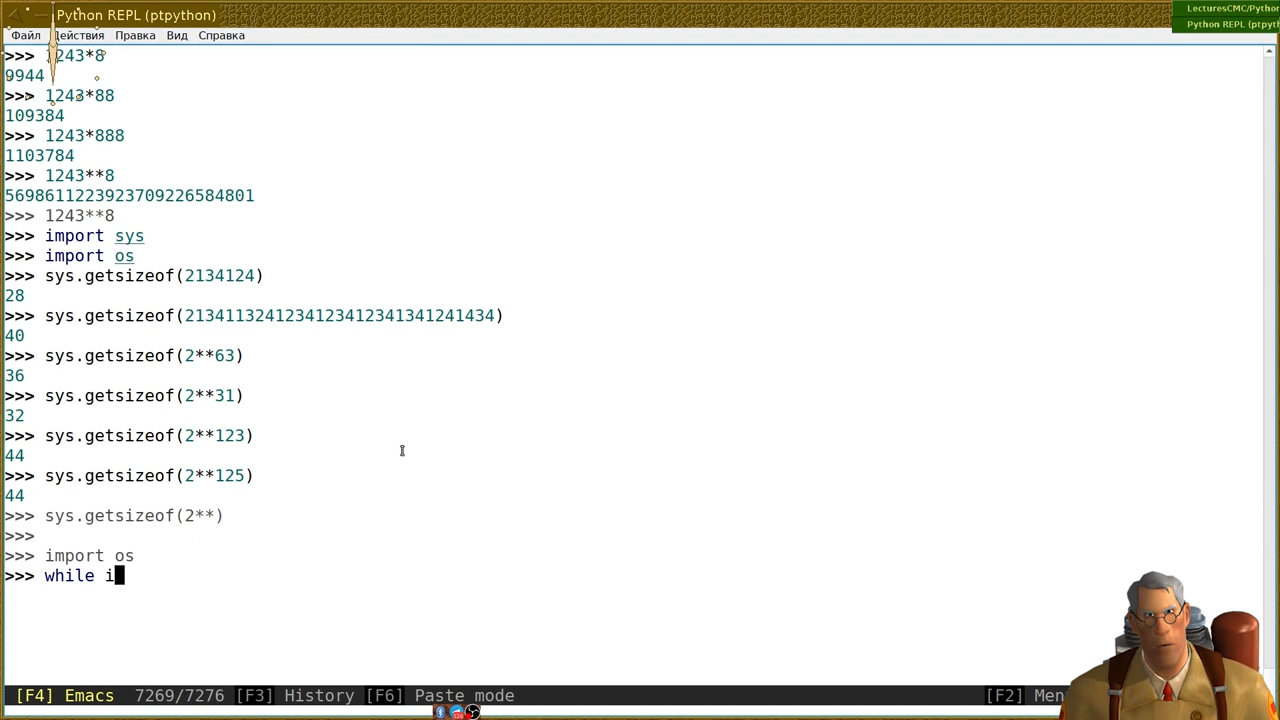 Python REPL (ptpython)
LecturesCMC/Python
Python REPL (ptpyth
Файл Действия Правка Вид Справка
>>> 1243*8
9944
>>> 1243*88
109384
>>> 1243*888
1103784
>>> 1243**8
5698611223923709226584801
>>> 1243**8
>>> import sys
>>> import os
>>> sys.getsizeof(2134124)
28
>>> sys.getsizeof(2134113241234123412341341241434)
40
>>> sys.getsizeof(2**63)
36
>>> sys.getsizeof(2**31)
32
>>> sys.getsizeof(2**123)
44
>>> sys.getsizeof(2**125)
44
>>> sys.getsizeof(2**)
>>>
>>> import os
>>> while i
[F4] Emacs 7269/7276 [F3] History [F6] Paste mode [F2] Men